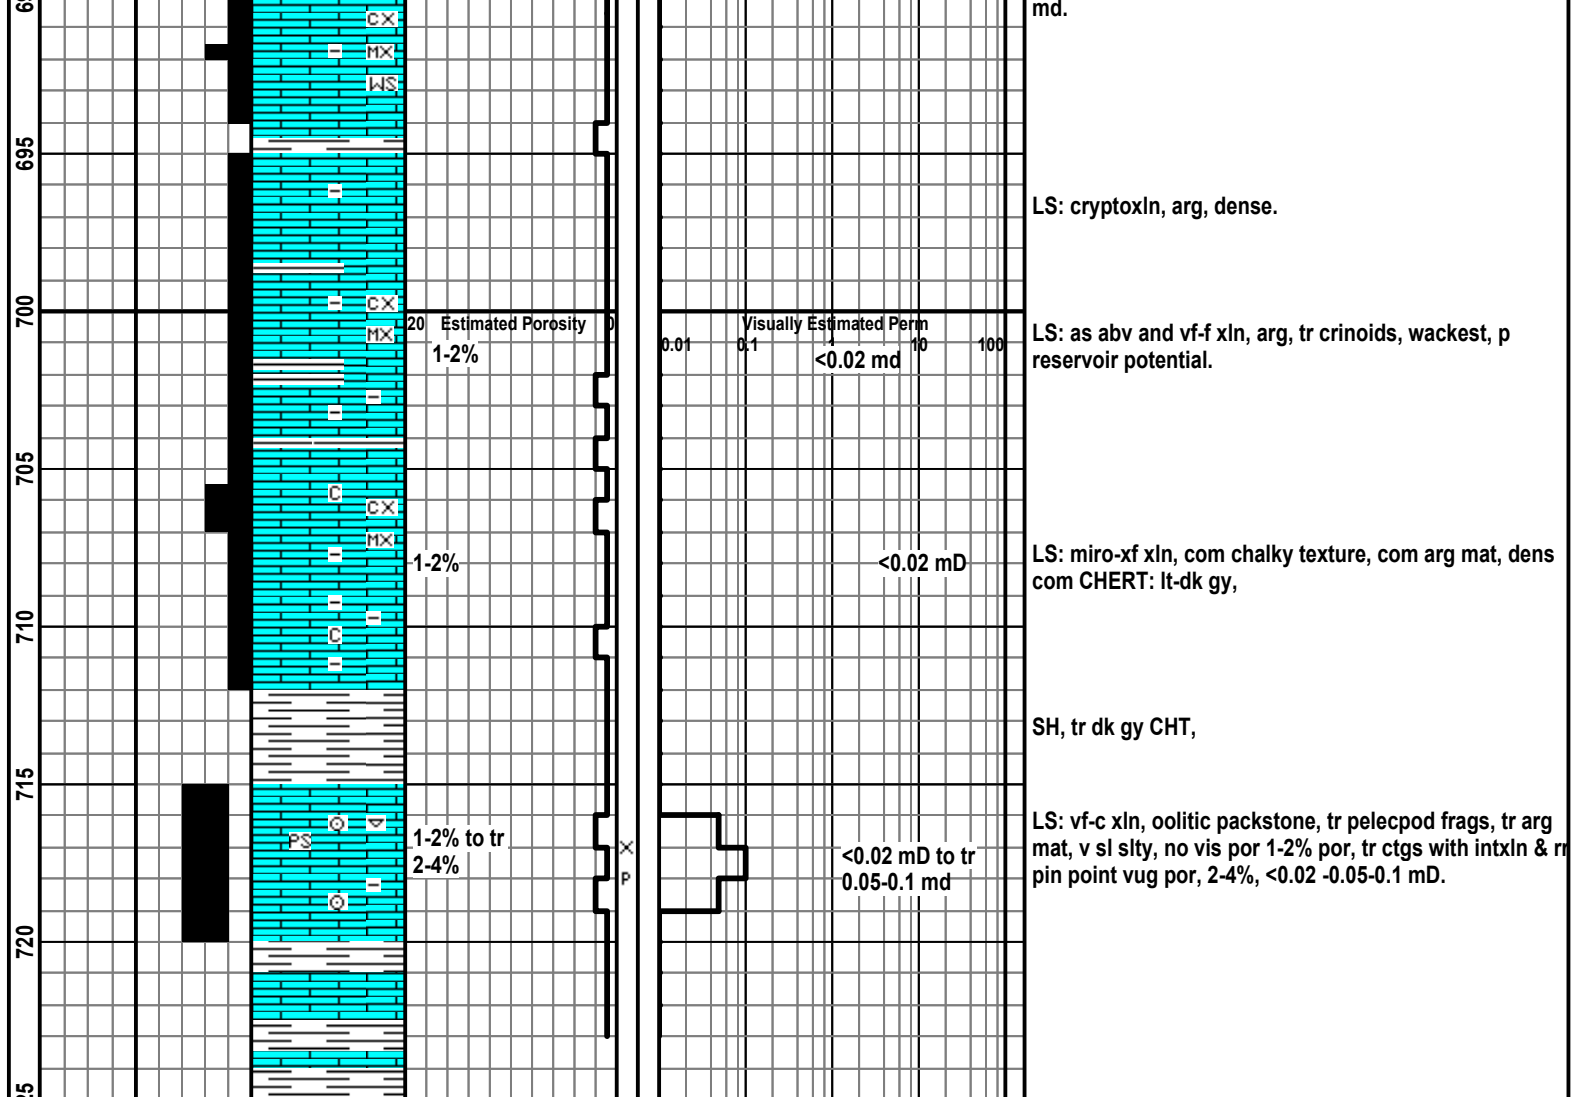 md.
CX
MX
WS
695
LS: cryptoxln, arg, dense.
CX
700
20 Estimated Porosity 0
Visually Estimated Perm
MX
0.01 0.1 1 10 100
1-2%
<0.02 md
LS: as abv and vf-f xln, arg, tr crinoids, wackest, p
reservoir potential.
705
C
CX
MX
1-2%
<0.02 mD
LS: miro-xf xln, com chalky texture, com arg mat, dens
com CHERT: lt-dk gy,
710
C
SH, tr dk gy CHT,
715
PS
1-2% to tr
2-4%
X
P
<0.02 mD to tr
0.05-0.1 md
LS: vf-c xln, oolitic packstone, tr pelecpod frags, tr arg
mat, v sl slty, no vis por 1-2% por, tr ctgs with intxln & rr
pin point vug por, 2-4%, <0.02 -0.05-0.1 mD.
720